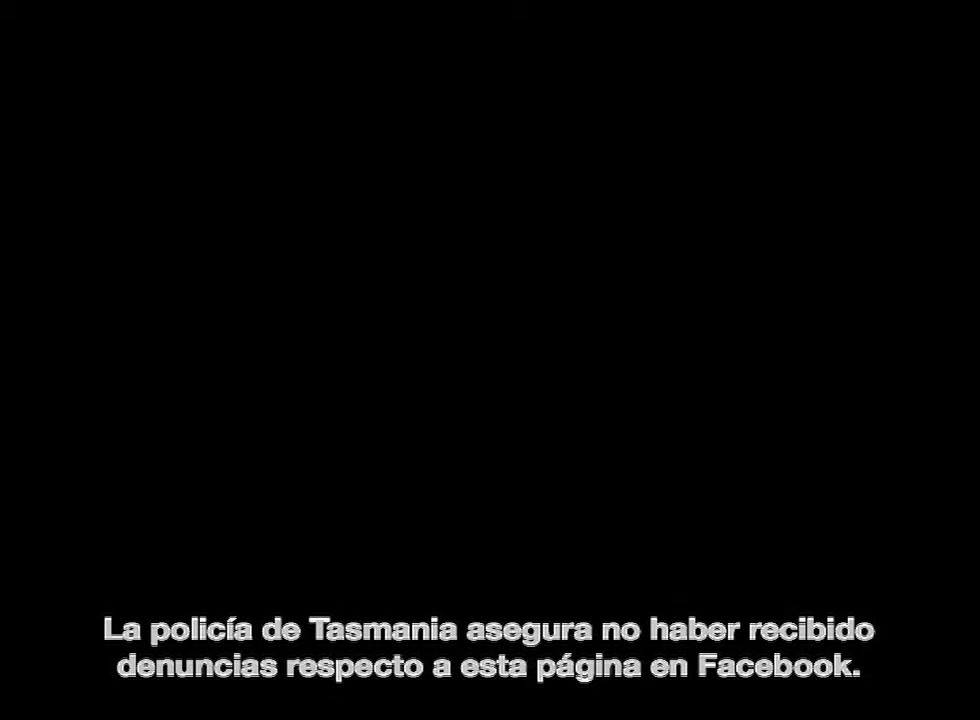 La policía de Tasmania asegura no haber recibido
denuncias respecto a esta página en Facebook.